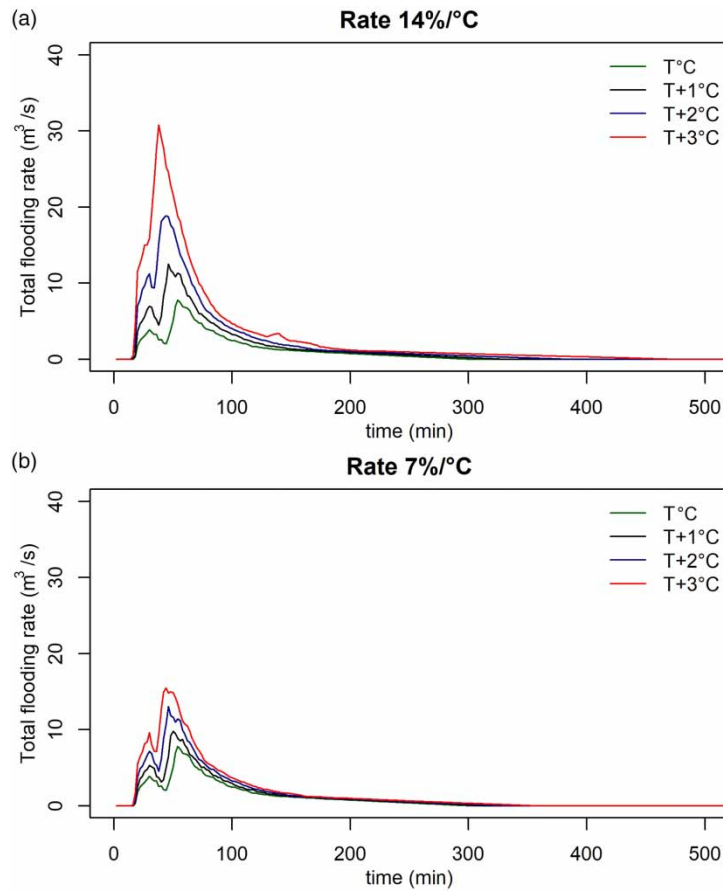 (a)
Rate 14%/°C
Total flooding rate (m³/s)
40
30
20
10
0
T°C
T+1°C
T+2°C
T+3°C
0 100 200 300 400 500
time (min)
(b)
Rate 7%/°C
Total flooding rate (m³/s)
40
30
20
10
0
T°C
T+1°C
T+2°C
T+3°C
0 100 200 300 400 500
time (min)